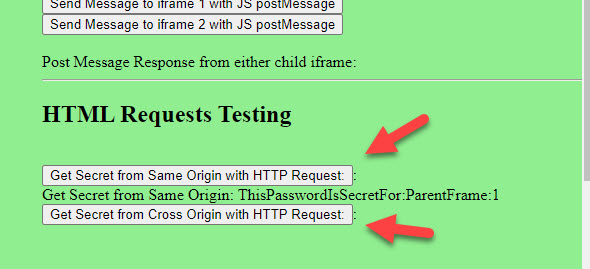 Send Message to iframe 1 with JS postMessage
Send Message to iframe 2 with JS postMessage
Post Message Response from either child iframe:
HTML Requests Testing
Get Secret from Same Origin with HTTP Request: :
Get Secret from Same Origin: ThisPasswordIsSecretFor:ParentFrame:1
Get Secret from Cross Origin with HTTP Request: :